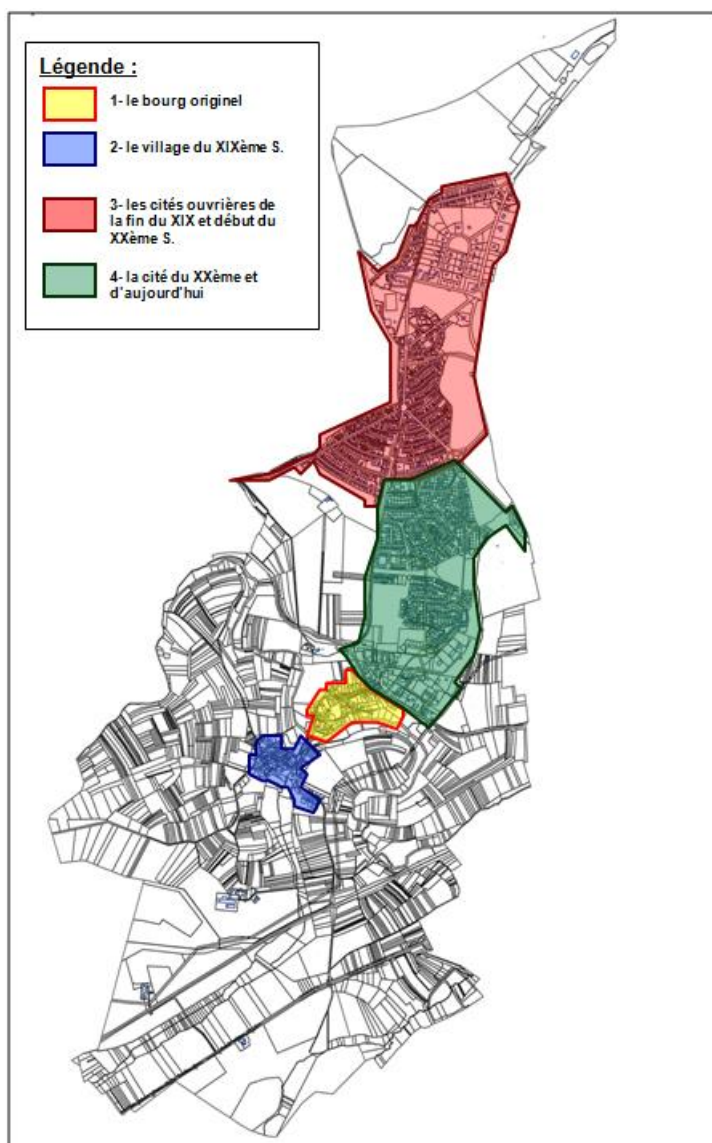 Légende :
1- le bourg originel
2- le village du XIXème S.
3- les cités ouvrières de
la fin du XIX et début du
XXème S.
4- la cité du XXème et
d'aujourd'hui